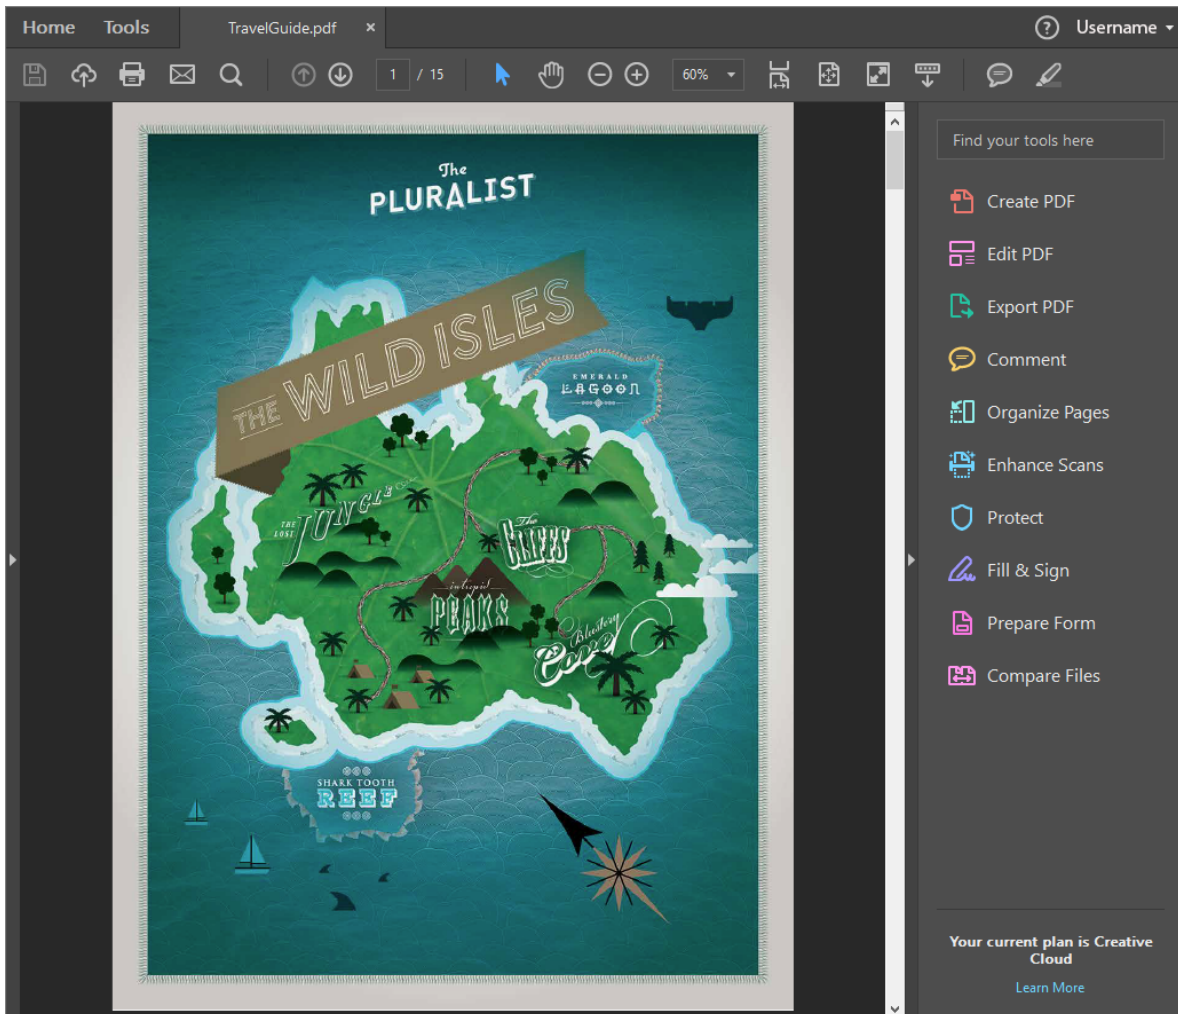 Home Tools TravelGuide.pdf × ? Username
1 / 15 60%
The
PLURALIST
THE WILD ISLES
EMERALD
LAGOON
THE
LOST
JUNGLE
The
CLIFFS
intrepid
PEAKS
Blustery
Cove
SHARK TOOTH
REEF
Find your tools here
Create PDF
Edit PDF
Export PDF
Comment
Organize Pages
Enhance Scans
Protect
Fill & Sign
Prepare Form
Compare Files
Your current plan is Creative
Cloud
Learn More